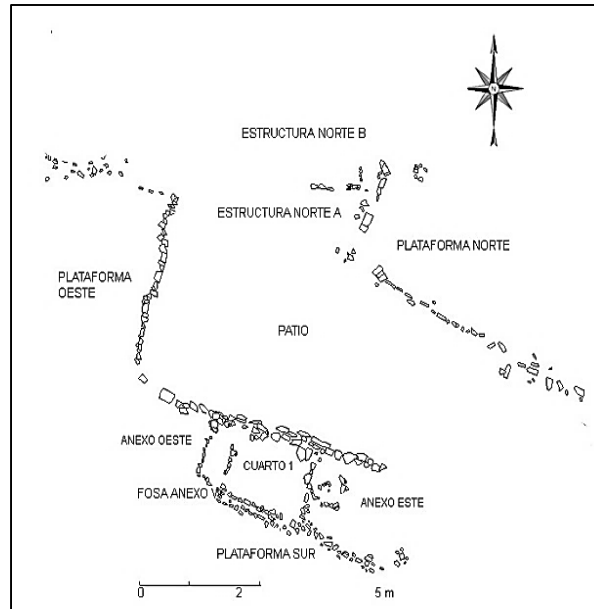 N
ESTRUCTURA NORTE B
ESTRUCTURA NORTE A
PLATAFORMA NORTE
PLATAFORMA
OESTE
PATIO
ANEXO OESTE
CUARTO 1
FOSA ANEXO
ANEXO ESTE
PLATAFORMA SUR
0 2 5 m